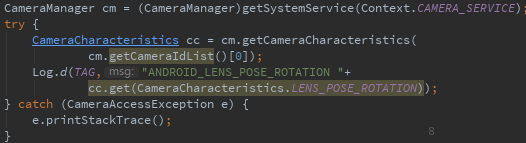 CameraManager cm = (CameraManager)getSystemService(Context.CAMERA_SERVICE);
try {
    CameraCharacteristics cc = cm.getCameraCharacteristics(
            cm.getCameraIdList()[0]);
    Log.d(TAG, msg: "ANDROID_LENS_POSE_ROTATION "+
            cc.get(CameraCharacteristics.LENS_POSE_ROTATION));
} catch (CameraAccessException e) {
    e.printStackTrace();
8
}